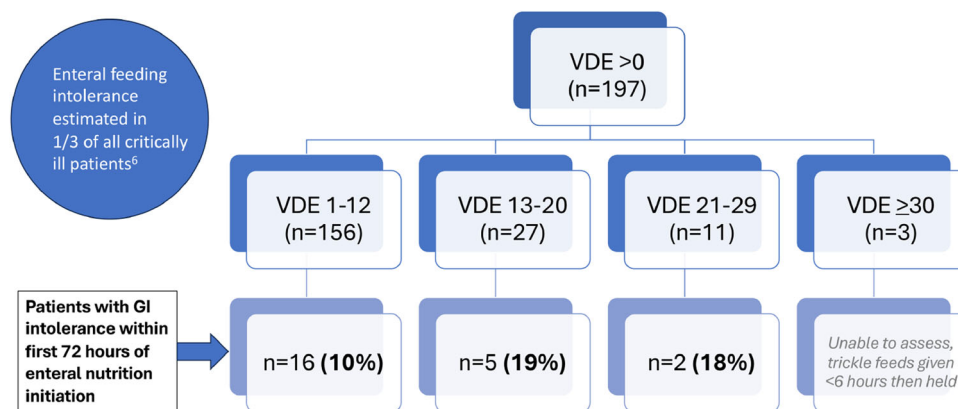 Enteral feeding
intolerance
estimated in
1/3 of all critically
ill patients⁶
VDE >0
(n=197)
VDE 1-12
(n=156)
VDE 13-20
(n=27)
VDE 21-29
(n=11)
VDE ≥30
(n=3)
Patients with GI
intolerance within
first 72 hours of
enteral nutrition
initiation
n=16 (10%)
n=5 (19%)
n=2 (18%)
Unable to assess,
trickle feeds given
<6 hours then held